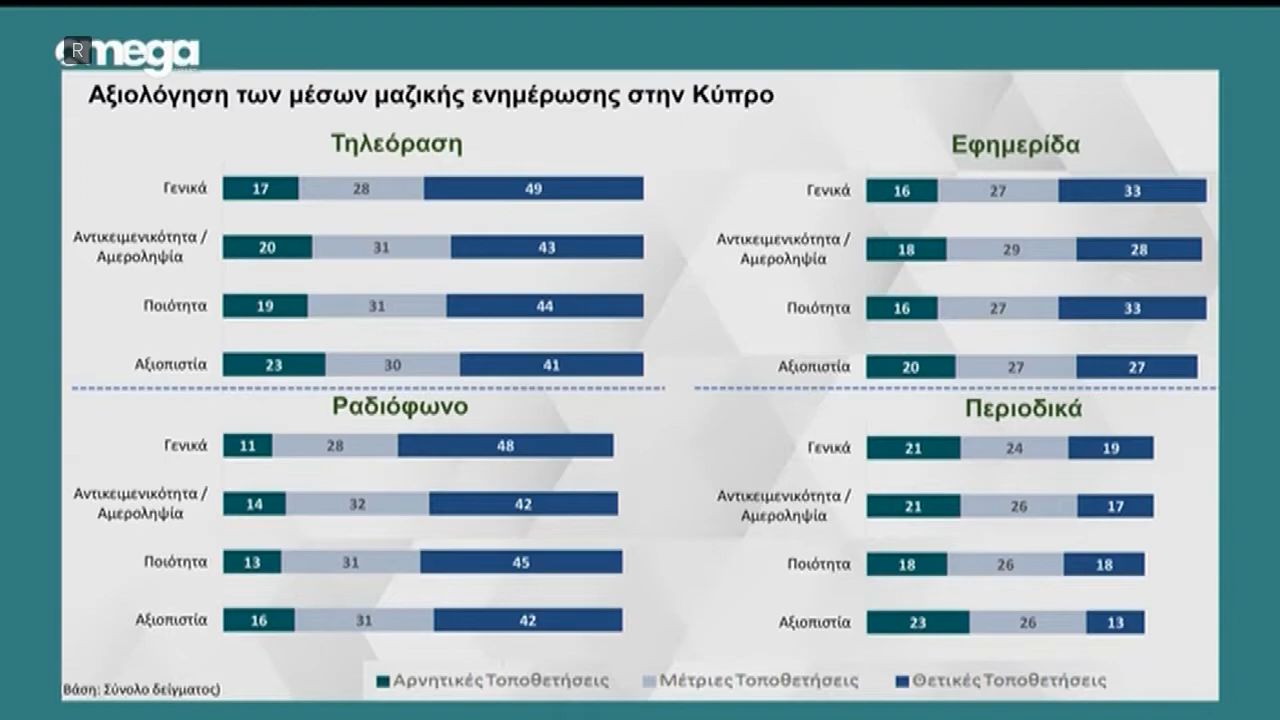 R
omega
Αξιολόγηση των μέσων μαζικής ενημέρωσης στην Κύπρο
Τηλεόραση
Γενικά 17 28 49
Αντικειμενικότητα /
Αμεροληψία 20 31 43
Ποιότητα 19 31 44
Αξιοπιστία 23 30 41
Εφημερίδα
Γενικά 16 27 33
Αντικειμενικότητα /
Αμεροληψία 18 29 28
Ποιότητα 16 27 33
Αξιοπιστία 20 27 27
Ραδιόφωνο
Γενικά 11 28 48
Αντικειμενικότητα /
Αμεροληψία 14 32 42
Ποιότητα 13 31 45
Αξιοπιστία 16 31 42
Περιοδικά
Γενικά 21 24 19
Αντικειμενικότητα /
Αμεροληψία 21 26 17
Ποιότητα 18 26 18
Αξιοπιστία 23 26 13
Αρνητικές Τοποθετήσεις Μέτριες Τοποθετήσεις Θετικές Τοποθετήσεις
Βάση: Σύνολο δείγματος)